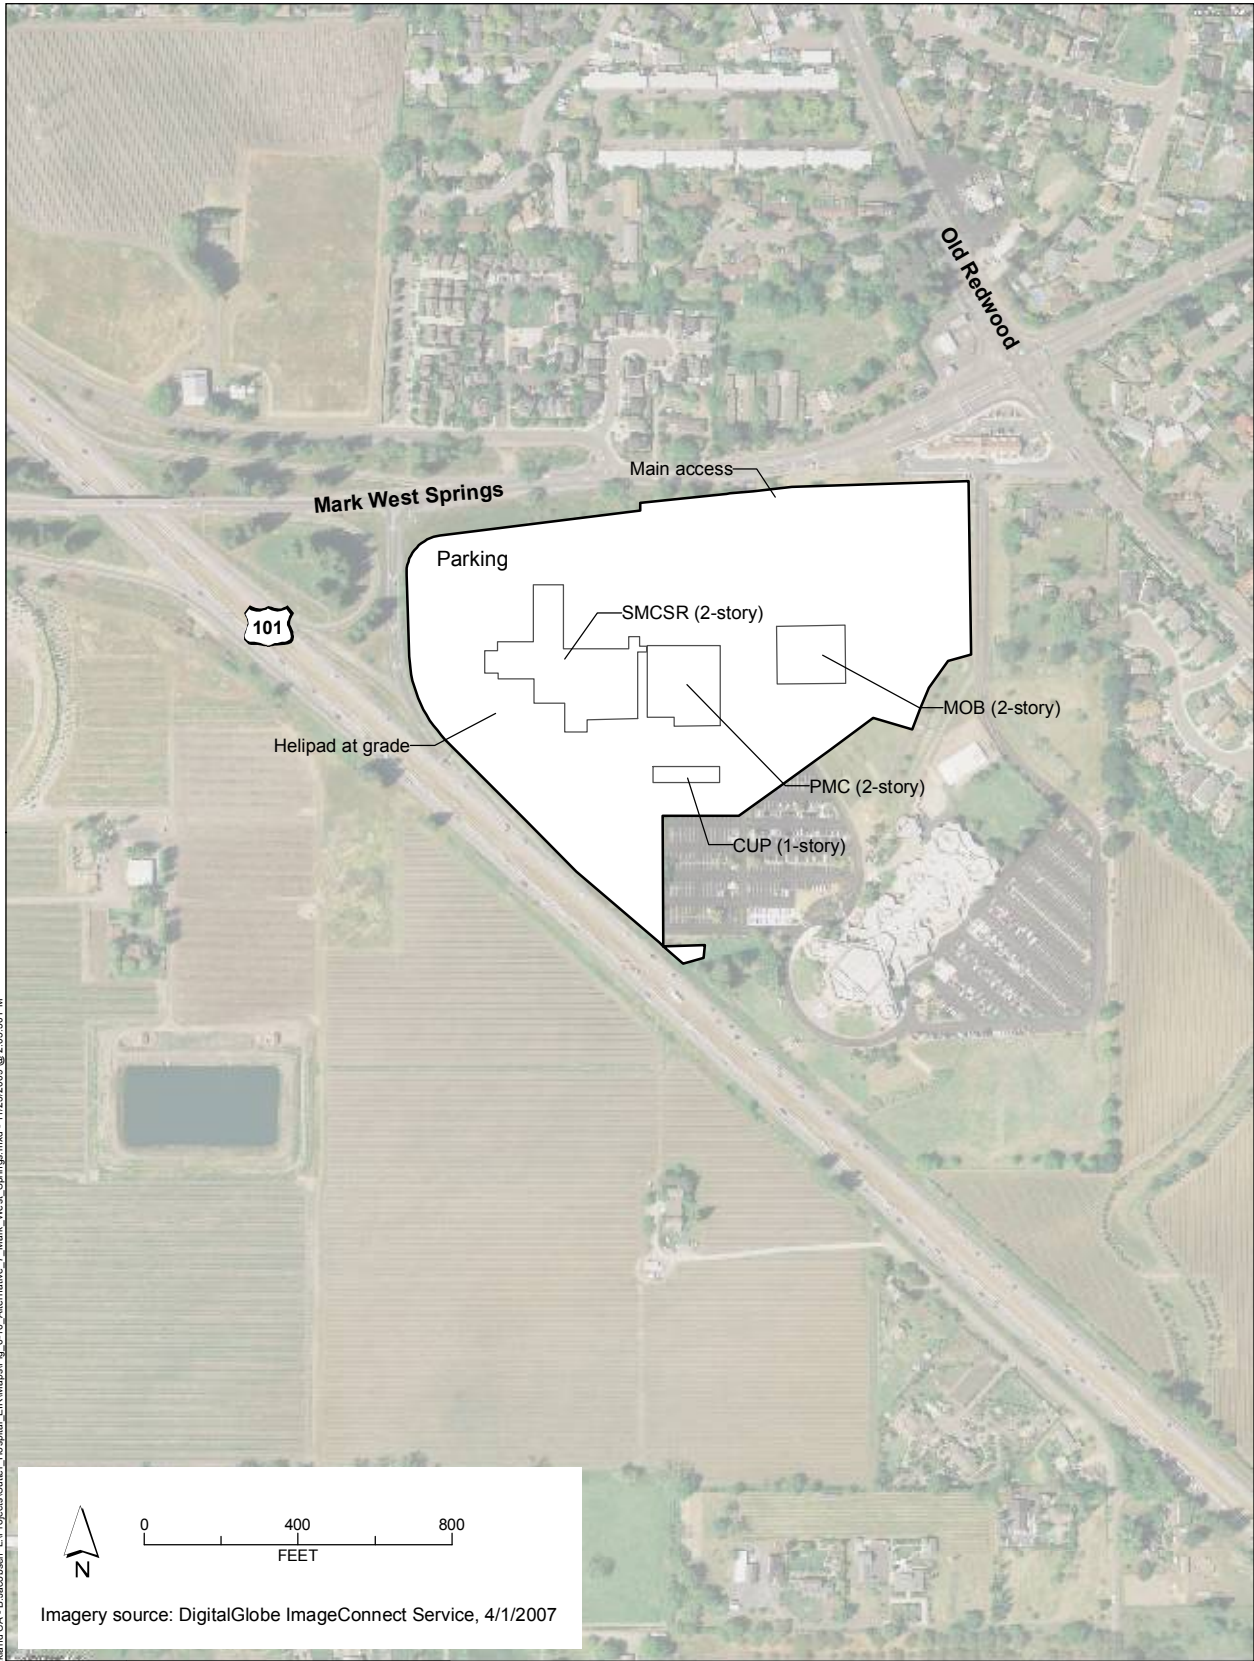 Old Redwood
Main access
Mark West Springs
Parking
SMCSR (2-story)
101
MOB (2-story)
Helipad at grade
PMC (2-story)
CUP (1-story)
0 400 800
FEET
N
Imagery source: DigitalGlobe ImageConnect Service, 4/1/2007